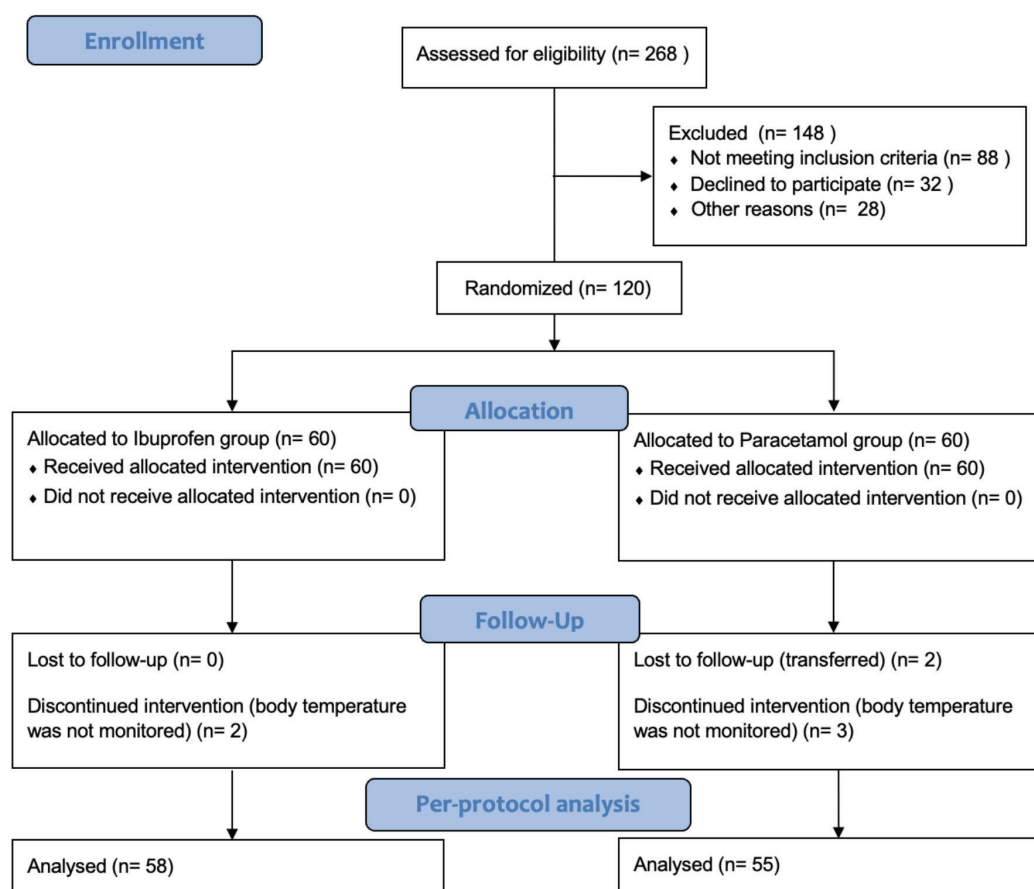 Enrollment
Assessed for eligibility (n= 268 )
Excluded (n= 148 )
♦ Not meeting inclusion criteria (n= 88 )
♦ Declined to participate (n= 32 )
♦ Other reasons (n= 28)
Randomized (n= 120)
Allocation
Allocated to Ibuprofen group (n= 60)
♦ Received allocated intervention (n= 60)
♦ Did not receive allocated intervention (n= 0)
Allocated to Paracetamol group (n= 60)
♦ Received allocated intervention (n= 60)
♦ Did not receive allocated intervention (n= 0)
Follow-Up
Lost to follow-up (n= 0)
Discontinued intervention (body temperature
was not monitored) (n= 2)
Lost to follow-up (transferred) (n= 2)
Discontinued intervention (body temperature
was not monitored) (n= 3)
Per-protocol analysis
Analysed (n= 58)
Analysed (n= 55)